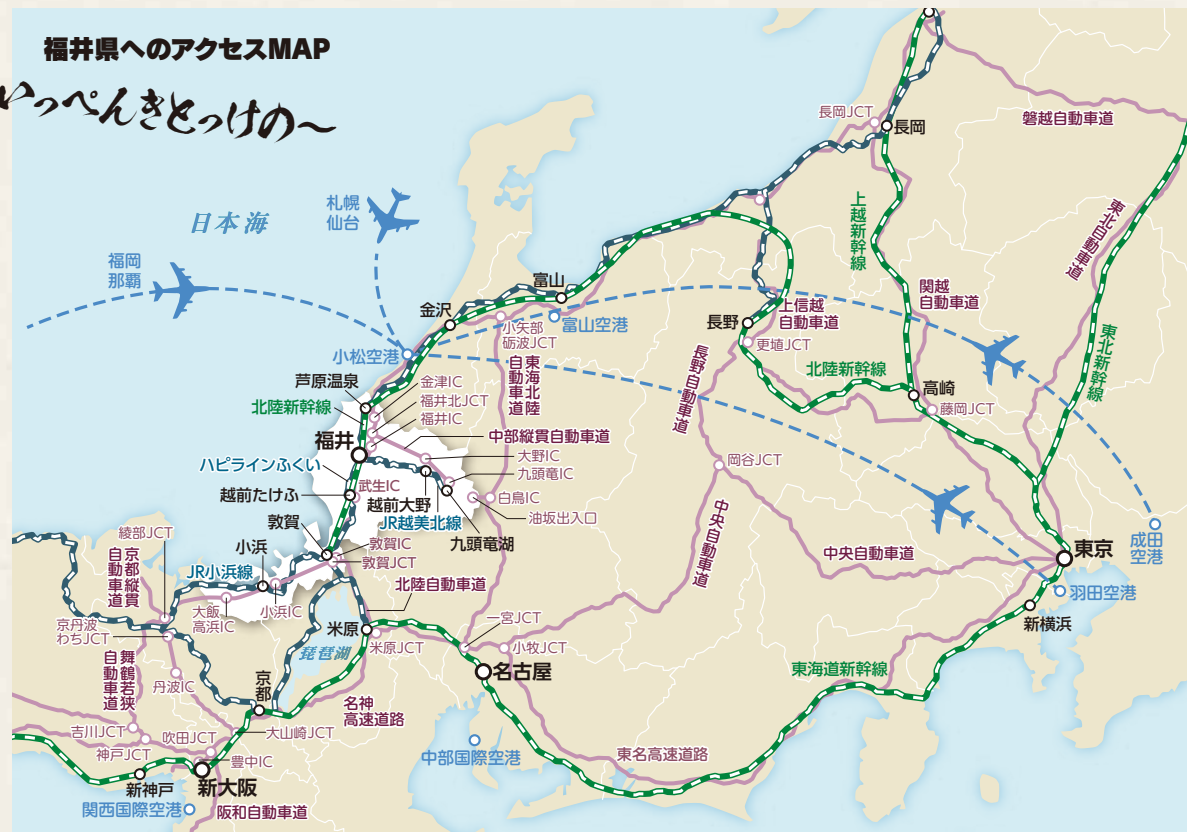 福井県へのアクセスMAP
いっぺんきとっけの～
日本海
札幌
仙台
福岡
那覇
長岡JCT
長岡
磐越自動車道
上越新幹線
東北自動車道
関越
自動車道
東北新幹線
富山
金沢
小矢部
砺波JCT
富山空港
小松空港
長野
上信越
自動車道
更埴JCT
長野自動車道
北陸新幹線
高崎
藤岡JCT
東海北陸
自動車道
芦原温泉
金津IC
北陸新幹線
福井北JCT
福井IC
福井
中部縦貫自動車道
大野IC
九頭竜IC
ハピラインふくい
武生IC
越前たけふ
越前大野
JR越美北線
九頭竜湖
白鳥IC
油坂出入口
岡谷JCT
中央自動車道
中央自動車道
東京
成田
空港
羽田空港
新横浜
敦賀
敦賀IC
敦賀JCT
小浜
JR小浜線
大飯
高浜IC
小浜IC
北陸自動車道
綾部JCT
京都縦貫
自動車道
京丹波
わちJCT
舞鶴若狭
自動車道
丹波IC
米原
米原JCT
琵琶湖
一宮JCT
小牧JCT
名古屋
東海道新幹線
京都
名神
高速道路
大山崎JCT
吉川JCT
吹田JCT
神戸JCT
豊中IC
新神戸
新大阪
関西国際空港
阪和自動車道
中部国際空港
東名高速道路